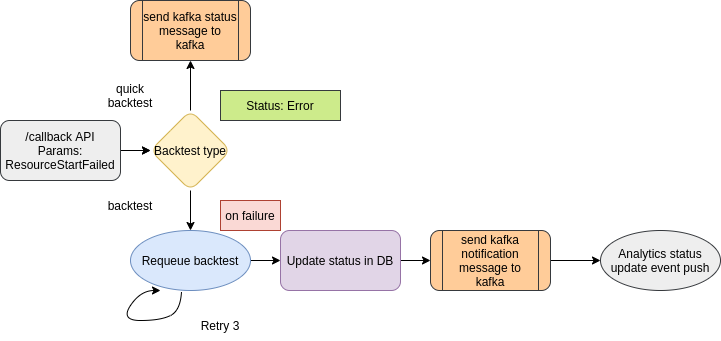 send kafka status
message to
kafka
quick
backtest
Status: Error
/callback API
Params:
ResourceStartFailed
Backtest type
backtest
on failure
Requeue backtest
Update status in DB
send kafka
notification
message to
kafka
Analytics status
update event push
Retry 3